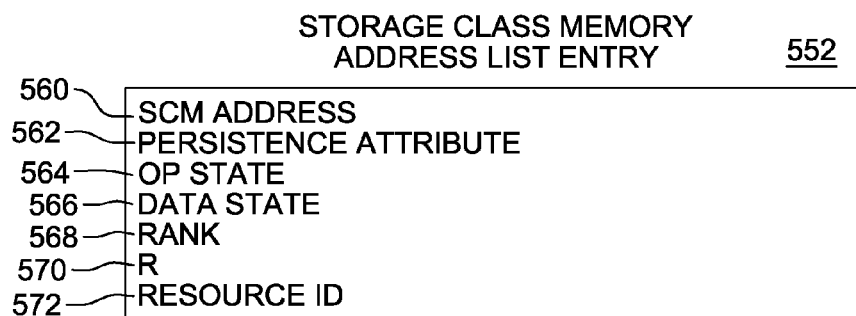 STORAGE CLASS MEMORY
ADDRESS LIST ENTRY 552
560 SCM ADDRESS
562 PERSISTENCE ATTRIBUTE
564 OP STATE
566 DATA STATE
568 RANK
570 R
572 RESOURCE ID